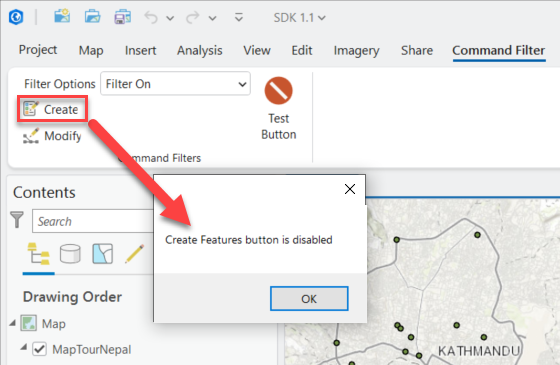 SDK 1.1
Project Map Insert Analysis View Edit Imagery Share Command Filter
Filter Options Filter On
Create
Modify
Test
Button
Command Filters
Contents
Search
Create Features button is disabled
OK
Drawing Order
Map
MapTourNepal
KATHMANDU